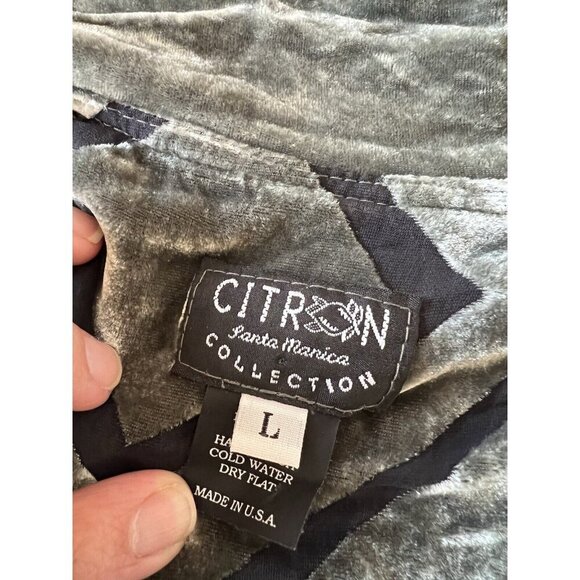 CITRON
Santa Monica
COLLECTION
L
COLD WATER
DRY FLAT
MADE IN U.S.A.